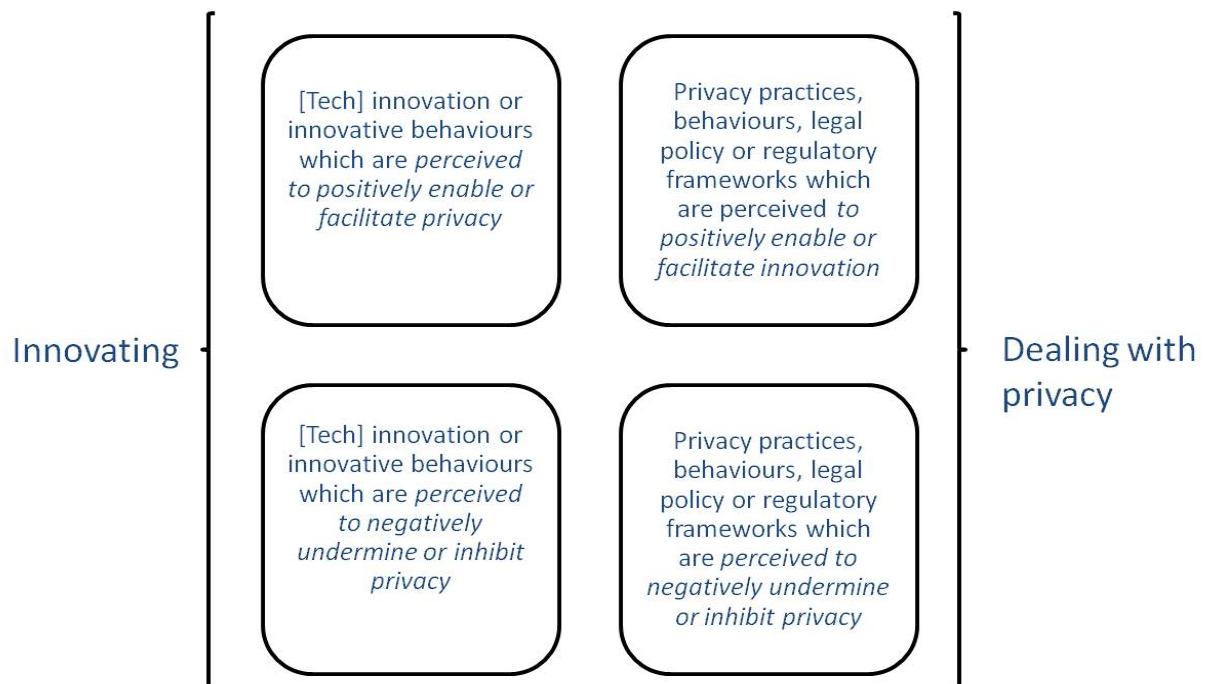 [Tech] innovation or
innovative behaviours
which are perceived
to positively enable or
facilitate privacy
Privacy practices,
behaviours, legal
policy or regulatory
frameworks which
are perceived to
positively enable or
facilitate innovation
Innovating
Dealing with
privacy
[Tech] innovation or
innovative behaviours
which are perceived
to negatively
undermine or inhibit
privacy
Privacy practices,
behaviours, legal
policy or regulatory
frameworks which
are perceived to
negatively undermine
or inhibit privacy